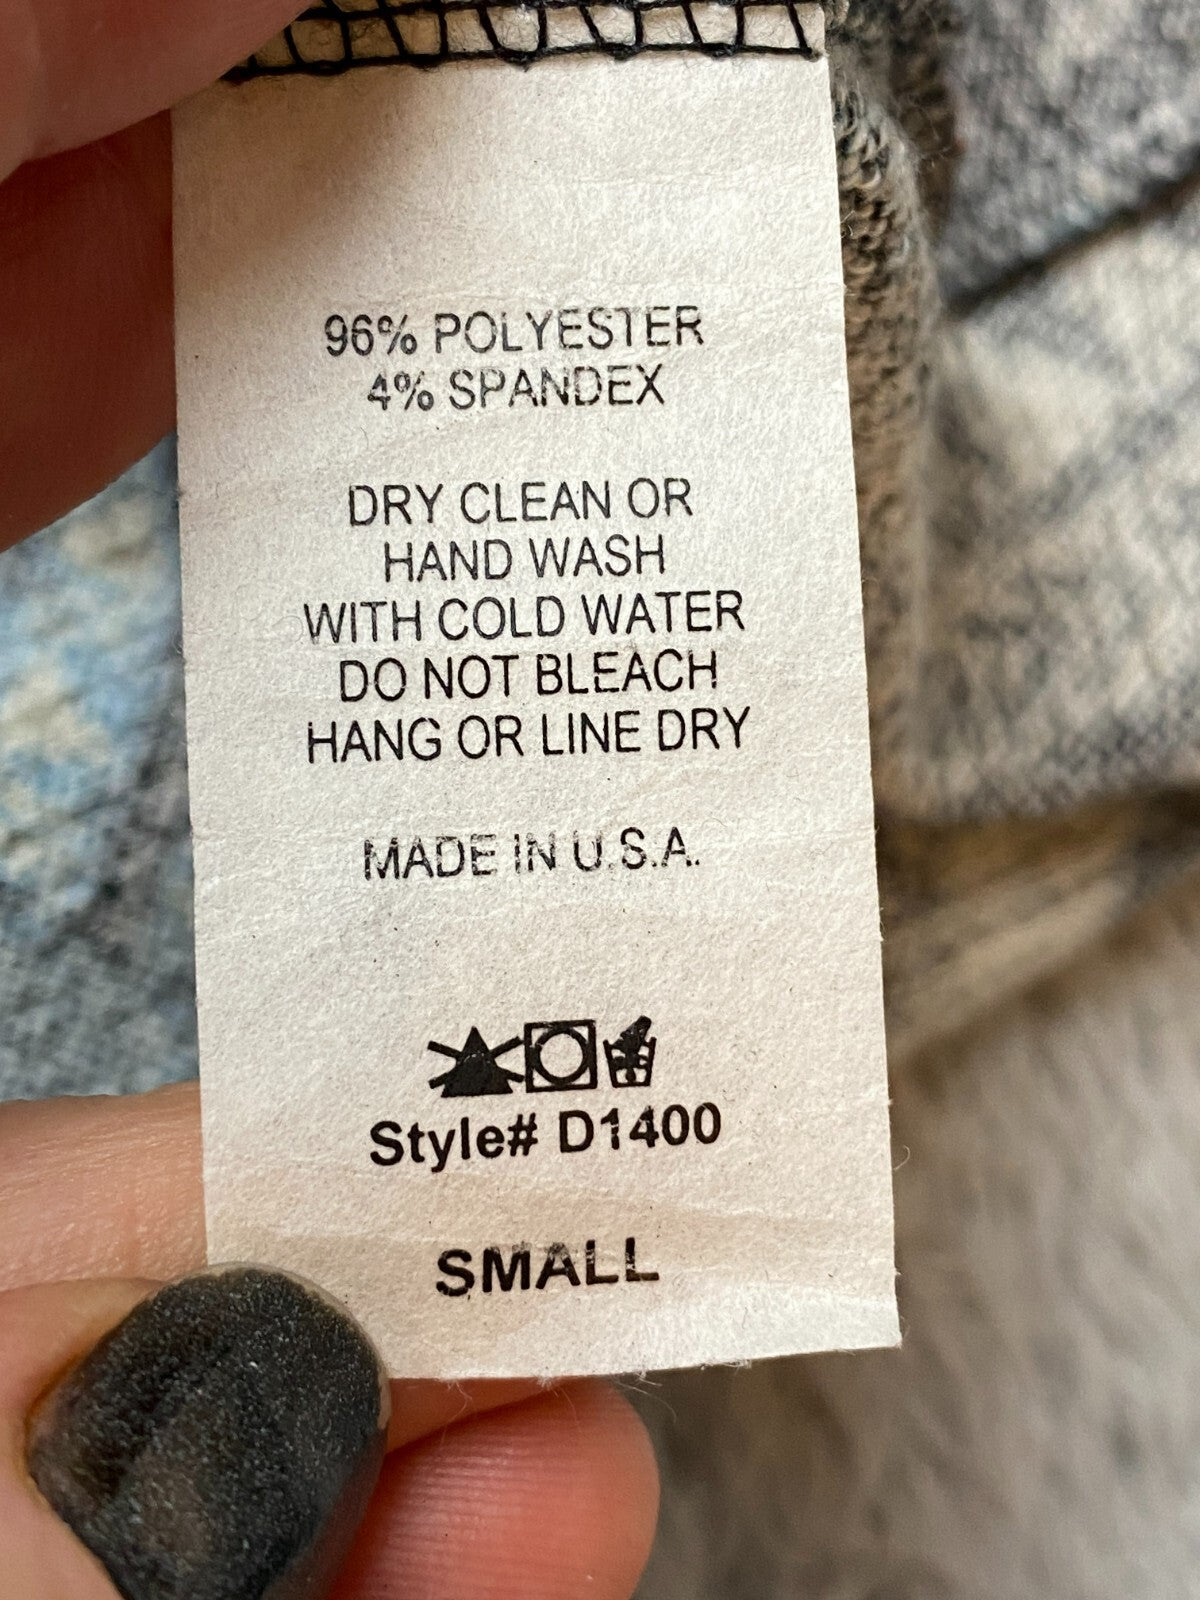 96% POLYESTER
4% SPANDEX
DRY CLEAN OR
HAND WASH
WITH COLD WATER
DO NOT BLEACH
HANG OR LINE DRY
MADE IN U.S.A.
Style# D1400
SMALL